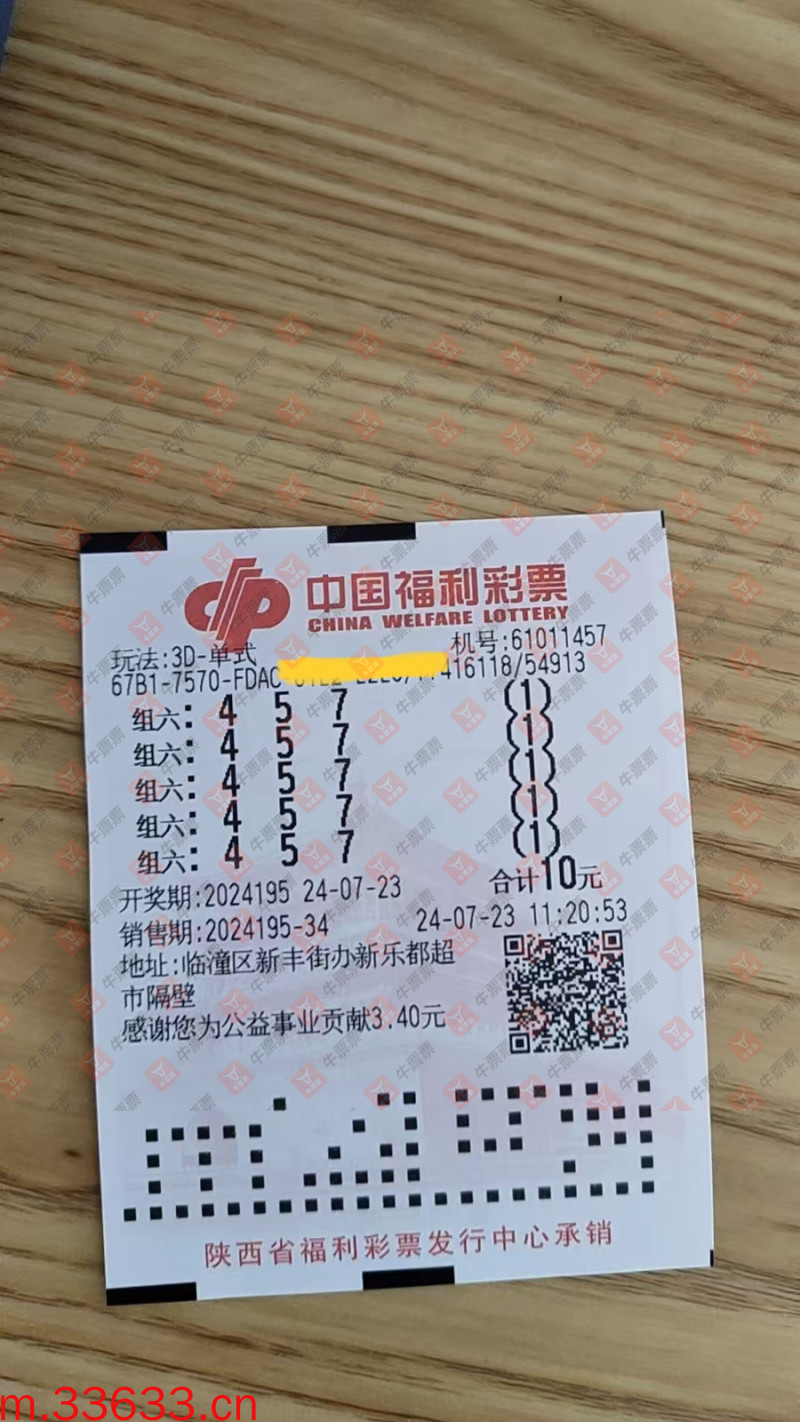 中国福利彩票
CHINA WELFARE LOTTERY
玩法:3D-单式 机号:61011457
67B1-7570-FDAC 416118/54913
组六: 4 5 7 (1)
组六: 4 5 7 (1)
组六: 4 5 7 (1)
组六: 4 5 7 (1)
组六: 4 5 7 (1)
合计10元
开奖期:2024195 24-07-23
销售期:2024195-34 24-07-23 11:20:53
地址:临潼区新丰街办新乐都超
市隔壁
感谢您为公益事业贡献3.40元
陕西省福利彩票发行中心承销
牛票票
m.33633.cn